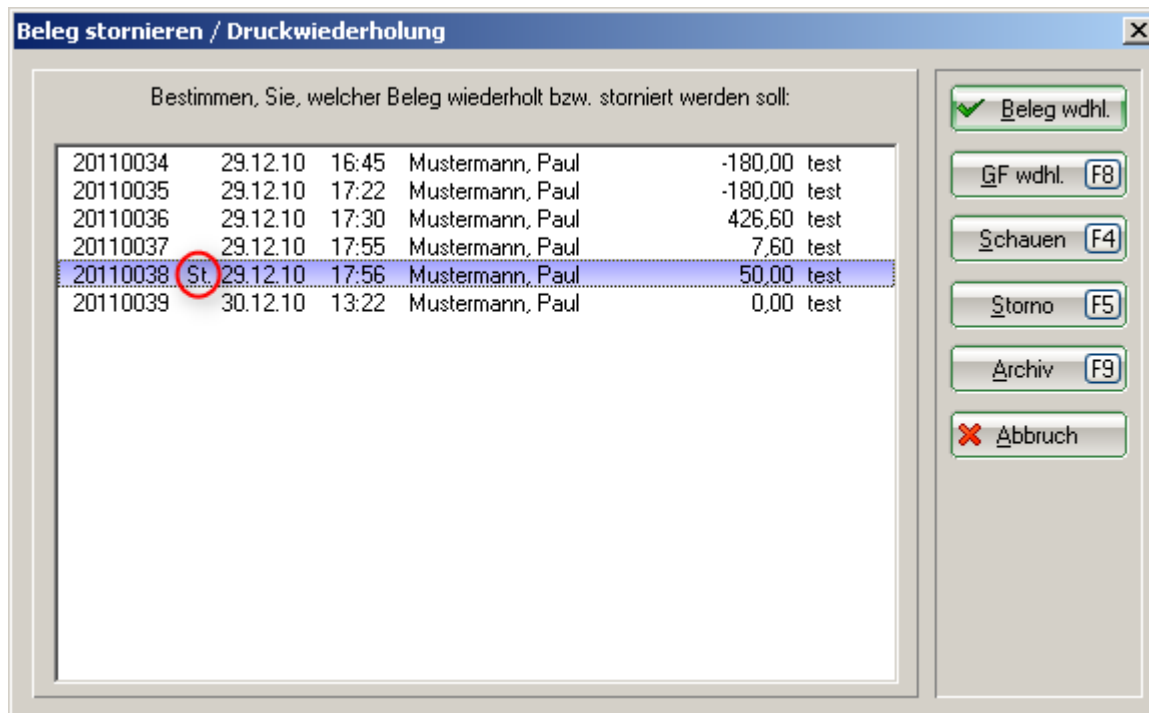 Beleg stornieren / Druckwiederholung
Bestimmen, Sie, welcher Beleg wiederholt bzw. storniert werden soll:
20110034 29.12.10 16:45 Mustermann, Paul -180,00 test
20110035 29.12.10 17:22 Mustermann, Paul -180,00 test
20110036 29.12.10 17:30 Mustermann, Paul 426,60 test
20110037 29.12.10 17:55 Mustermann, Paul 7,60 test
20110038 St. 29.12.10 17:56 Mustermann, Paul 50,00 test
20110039 30.12.10 13:22 Mustermann, Paul 0,00 test
Beleg wdhl.
GF wdhl. F8
Schauen F4
Storno F5
Archiv F9
Abbruch